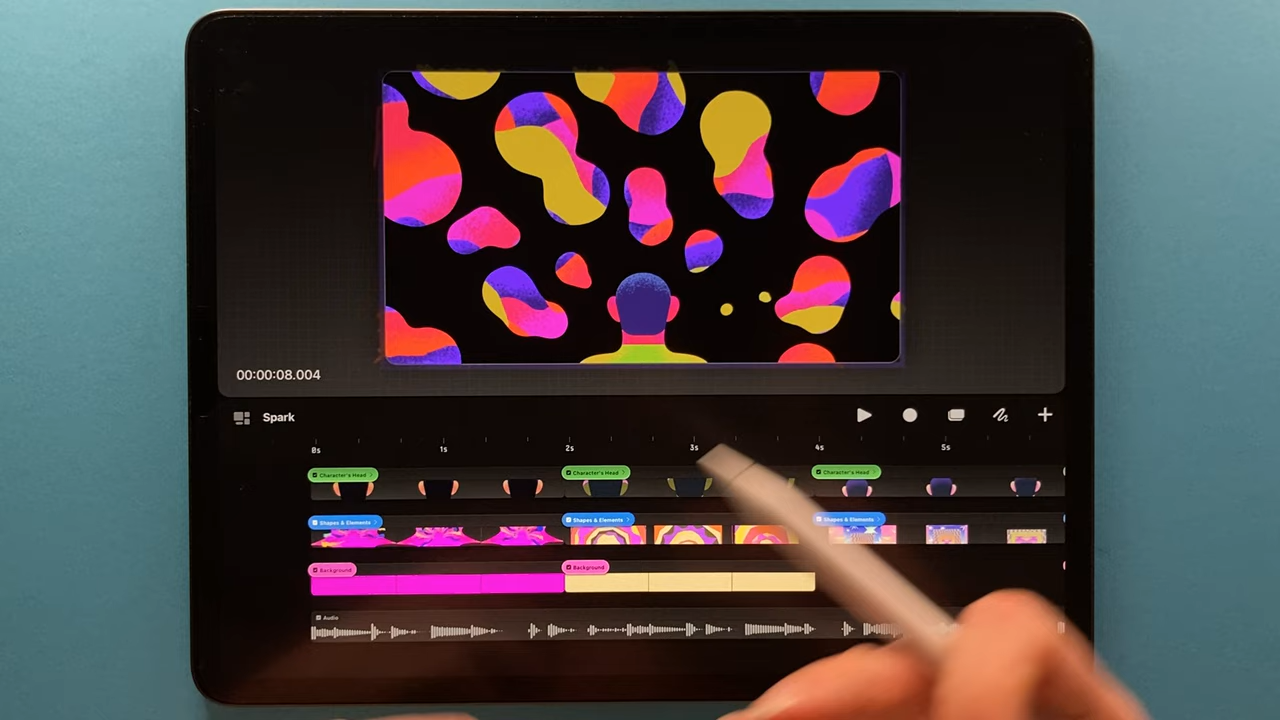 00:00:08.004
Spark
0s 1s 2s 3s 4s 5s
Character's Head Character's Head Character's Head
Shapes & Elements Shapes & Elements Shapes & Elements
Background Background
Audio